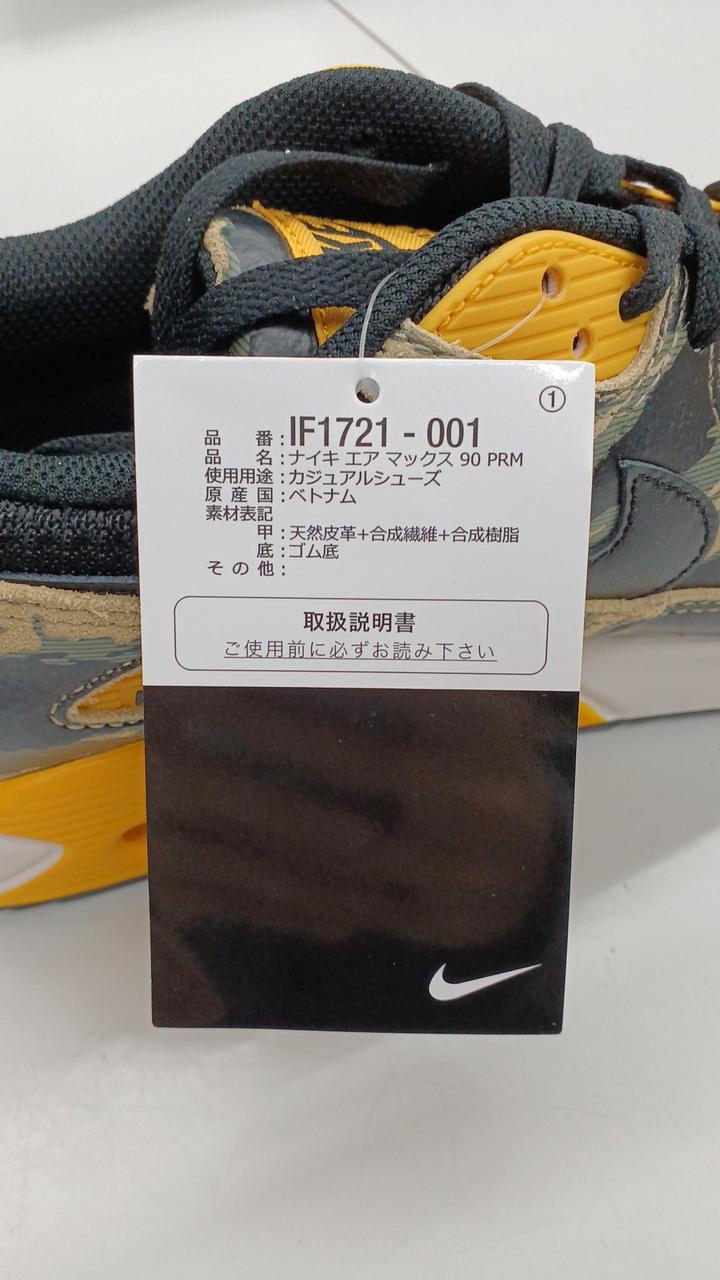 ①
品番:IF1721 - 001
品名:ナイキ エア マックス 90 PRM
使用用途:カジュアルシューズ
原産国:ベトナム
素材表記
甲:天然皮革+合成繊維+合成樹脂
底:ゴム底
その他:
取扱説明書
ご使用前に必ずお読み下さい